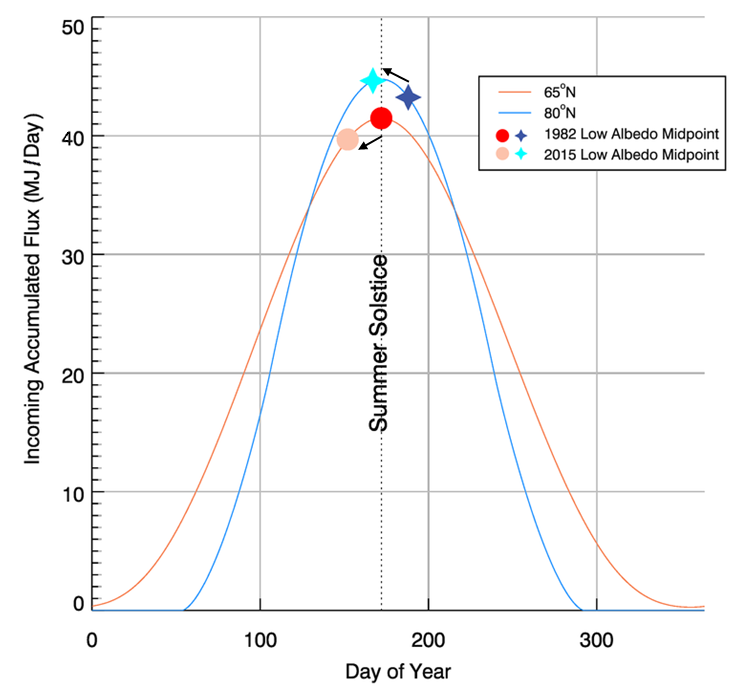 50
40
30
20
10
0
Incoming Accumulated Flux (MJ/Day)
65°N
80°N
1982 Low Albedo Midpoint
2015 Low Albedo Midpoint
Summer Solstice
0 100 200 300
Day of Year